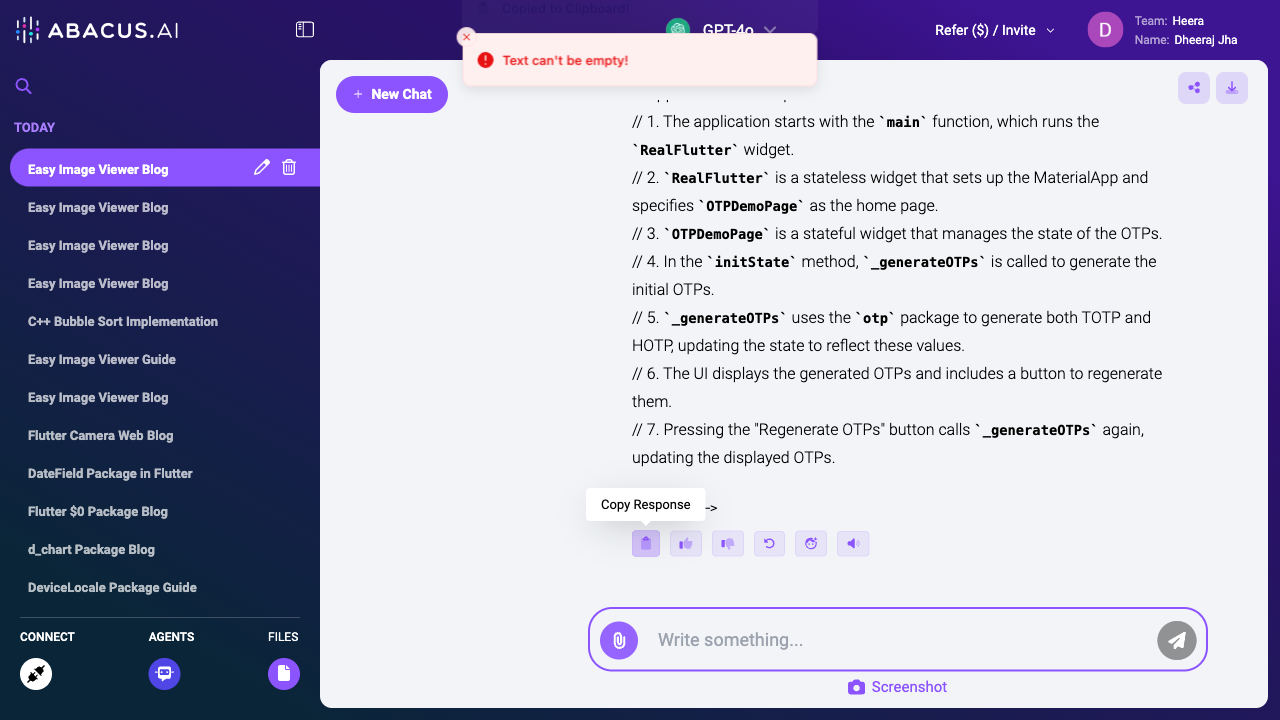 ABACUS.AI
Copied to Clipboard!
GPT-4o
Text can't be empty!
Refer ($) / Invite
D
Team: Heera
Name: Dheeraj Jha
TODAY
Easy Image Viewer Blog
Easy Image Viewer Blog
Easy Image Viewer Blog
Easy Image Viewer Blog
C++ Bubble Sort Implementation
Easy Image Viewer Guide
Easy Image Viewer Blog
Flutter Camera Web Blog
DateField Package in Flutter
Flutter $0 Package Blog
d_chart Package Blog
DeviceLocale Package Guide
CONNECT
AGENTS
FILES
+ New Chat
// 1. The application starts with the `main` function, which runs the
`RealFlutter` widget.
// 2. `RealFlutter` is a stateless widget that sets up the MaterialApp and
specifies `OTPDemoPage` as the home page.
// 3. `OTPDemoPage` is a stateful widget that manages the state of the OTPs.
// 4. In the `initState` method, `_generateOTPs` is called to generate the
initial OTPs.
// 5. `_generateOTPs` uses the `otp` package to generate both TOTP and
HOTP, updating the state to reflect these values.
// 6. The UI displays the generated OTPs and includes a button to regenerate
them.
// 7. Pressing the "Regenerate OTPs" button calls `_generateOTPs` again,
updating the displayed OTPs.
Copy Response
-->
Write something...
Screenshot